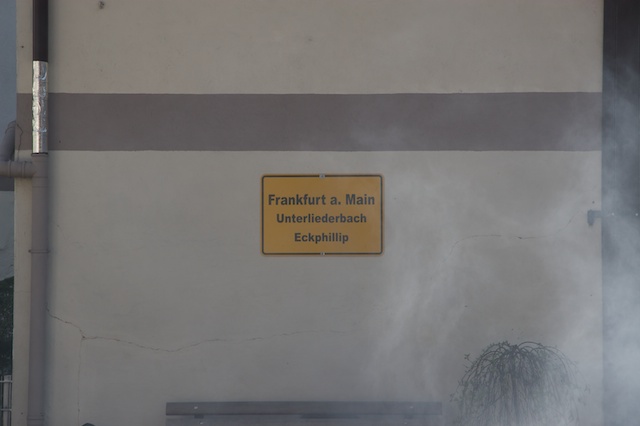 Frankfurt a. Main
Unterliederbach
Eckphillip